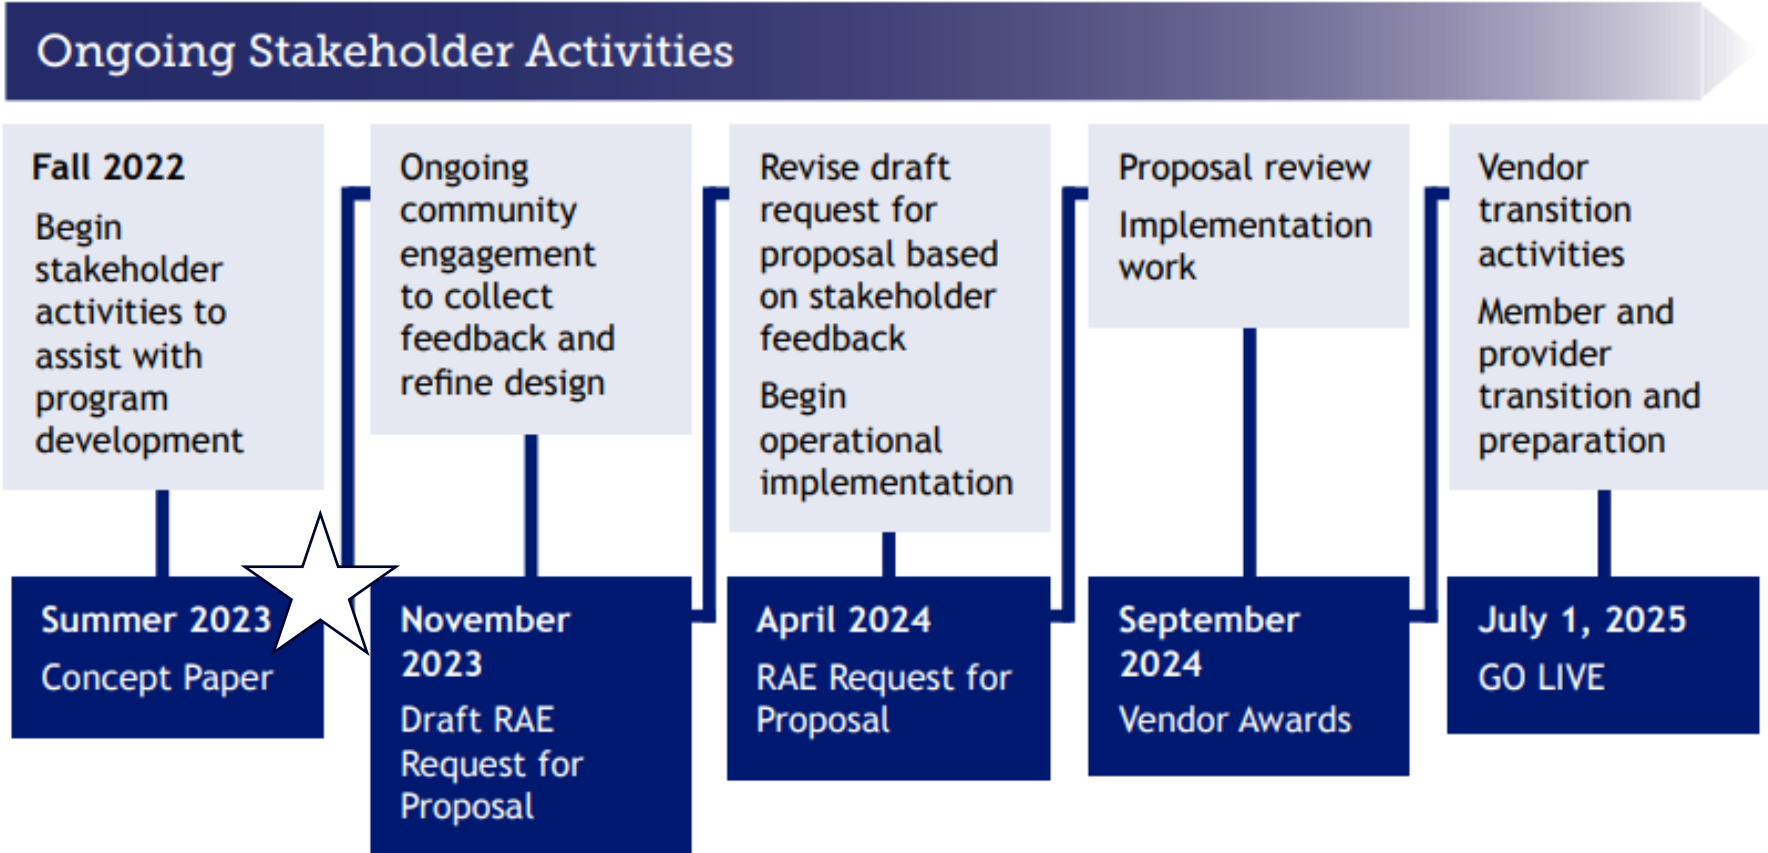 Ongoing Stakeholder Activities
Fall 2022
Begin
stakeholder
activities to
assist with
program
development
Summer 2023
Concept Paper
Ongoing
community
engagement
to collect
feedback and
refine design
November
2023
Draft RAE
Request for
Proposal
Revise draft
request for
proposal based
on stakeholder
feedback
Begin
operational
implementation
April 2024
RAE Request for
Proposal
Proposal review
Implementation
work
September
2024
Vendor Awards
Vendor
transition
activities
Member and
provider
transition and
preparation
July 1, 2025
GO LIVE